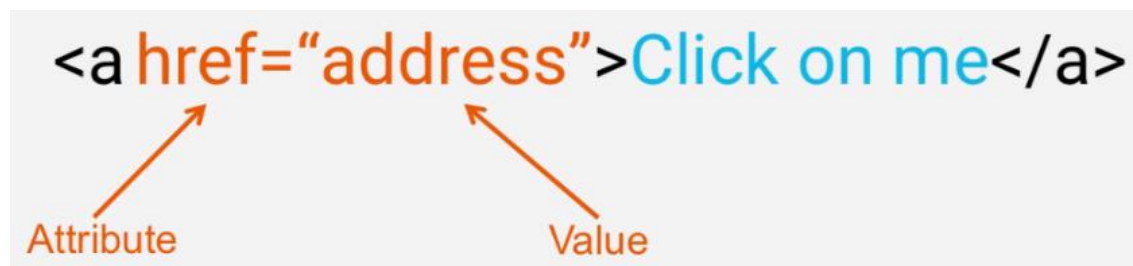 <a href=“address”>Click on me</a>
Attribute Value